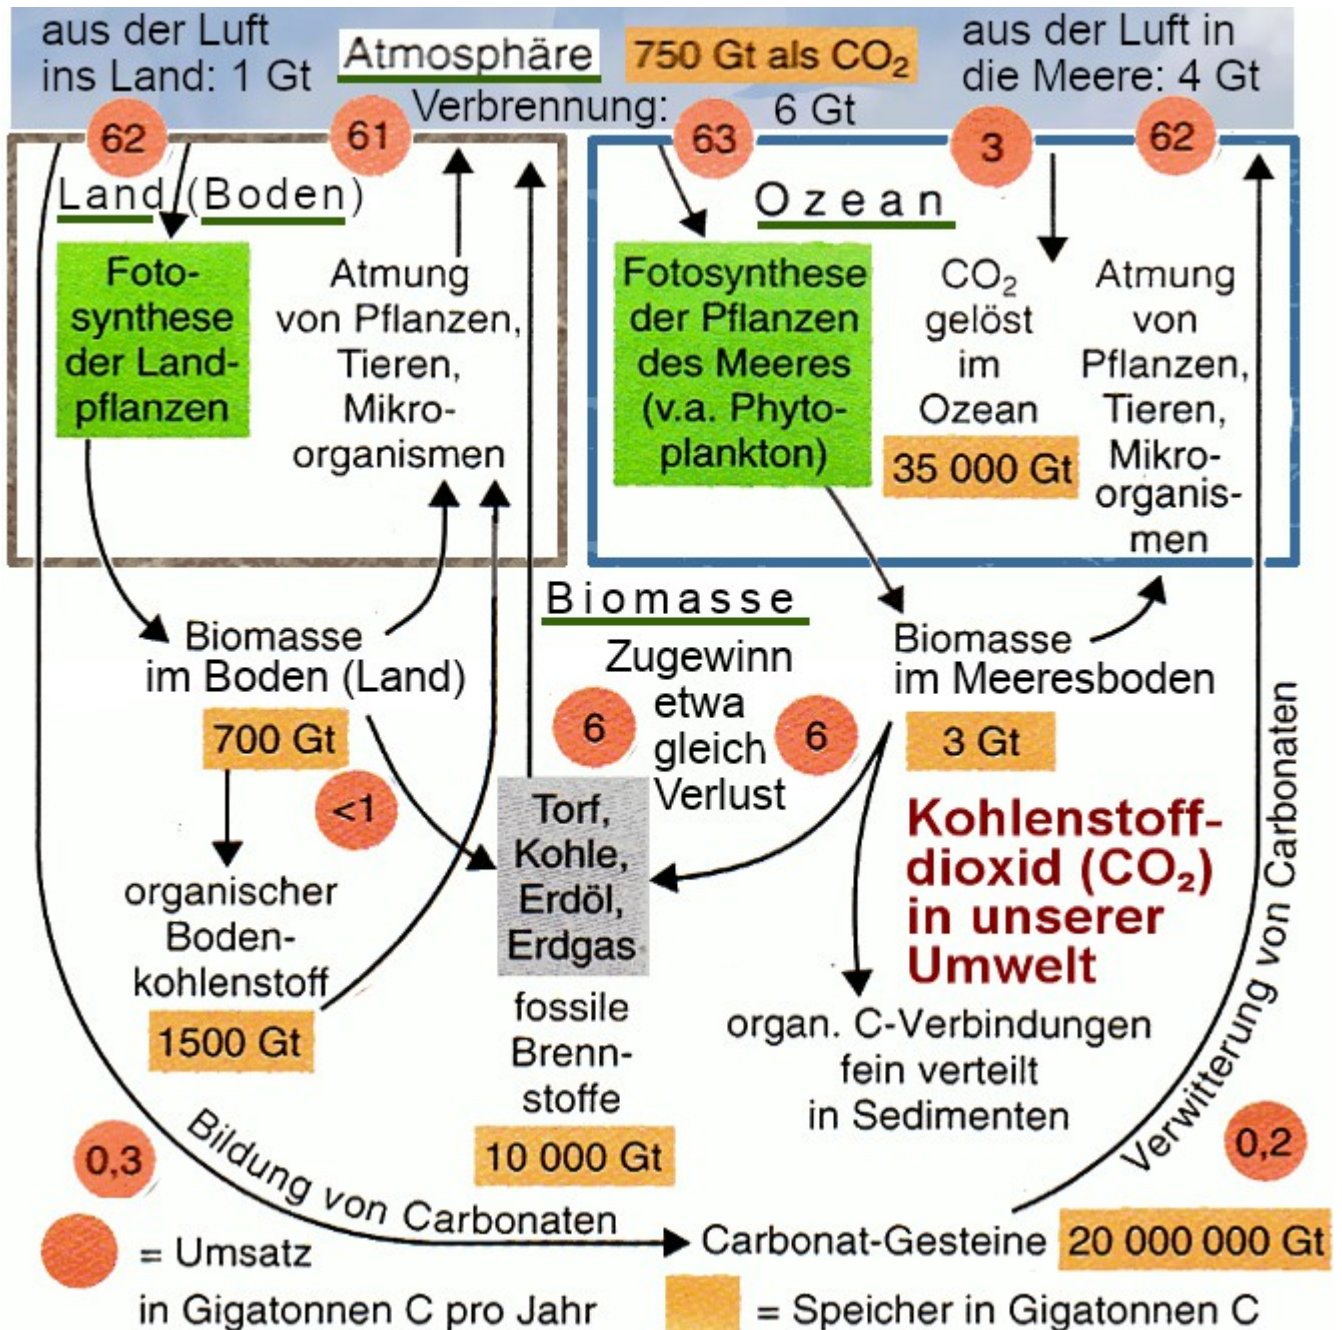 aus der Luft
ins Land: 1 Gt
Atmosphäre
750 Gt als CO₂
aus der Luft in
die Meere: 4 Gt
Verbrennung: 6 Gt
62
61
63
3
62
Land (Boden)
Ozean
Foto-
synthese
der Land-
pflanzen
Atmung
von Pflanzen,
Tieren,
Mikro-
organismen
Fotosynthese
der Pflanzen
des Meeres
(v.a. Phyto-
plankton)
CO₂
gelöst
im
Ozean
35 000 Gt
Atmung
von
Pflanzen,
Tieren,
Mikro-
organis-
men
Biomasse
Biomasse
im Boden (Land)
700 Gt
<1
Zugewinn
etwa
gleich
Verlust
6
6
Biomasse
im Meeresboden
3 Gt
Torf,
Kohle,
Erdöl,
Erdgas
fossile
Brenn-
stoffe
10 000 Gt
organischer
Boden-
kohlenstoff
1500 Gt
Kohlenstoff-
dioxid (CO₂)
in unserer
Umwelt
organ. C-Verbindungen
fein verteilt
in Sedimenten
Verwitterung von Carbonaten
0,2
0,3
Bildung von Carbonaten
Carbonat-Gesteine
20 000 000 Gt
= Umsatz
in Gigatonnen C pro Jahr
= Speicher in Gigatonnen C